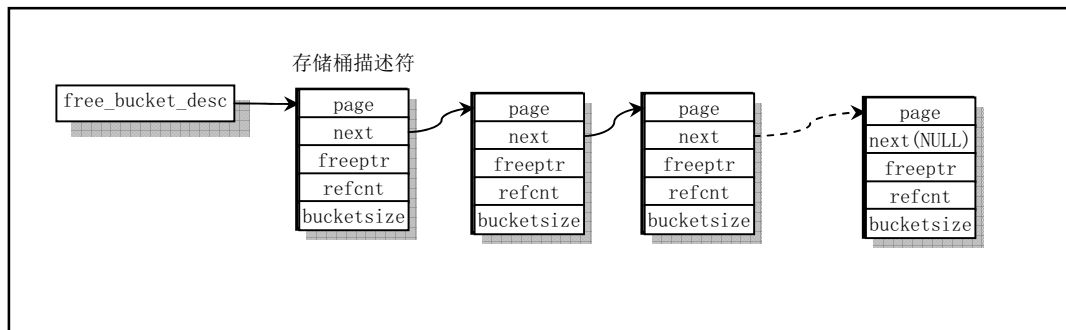 存储桶描述符
free_bucket_desc
page
next
freeptr
refcnt
bucketsize
page
next
freeptr
refcnt
bucketsize
page
next
freeptr
refcnt
bucketsize
page
next(NULL)
freeptr
refcnt
bucketsize